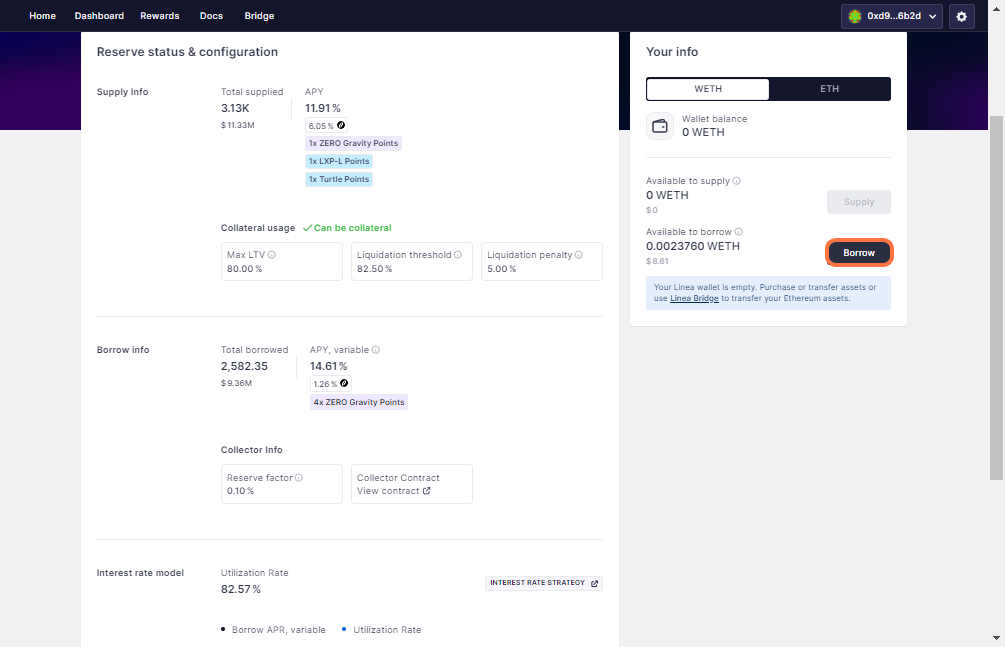 Home Dashboard Rewards Docs Bridge 0xd9...6b2d
Reserve status & configuration
Supply Info
Total supplied
3.13K
$ 11.33M
APY
11.91 %
6.05 %
1x ZERO Gravity Points
1x LXP-L Points
1x Turtle Points
Collateral usage Can be collateral
Max LTV
80.00 %
Liquidation threshold
82.50 %
Liquidation penalty
5.00 %
Borrow info
Total borrowed
2,582.35
$ 9.36M
APY, variable
14.61 %
1.26 %
4x ZERO Gravity Points
Collector Info
Reserve factor
0.10 %
Collector Contract
View contract
Interest rate model
Utilization Rate
82.57 %
INTEREST RATE STRATEGY
Borrow APR, variable Utilization Rate
Your info
WETH ETH
Wallet balance
0 WETH
Available to supply
0 WETH
$ 0
Supply
Available to borrow
0.0023760 WETH
$ 8.61
Borrow
Your Linea wallet is empty. Purchase or transfer assets or
use Linea Bridge to transfer your Ethereum assets.